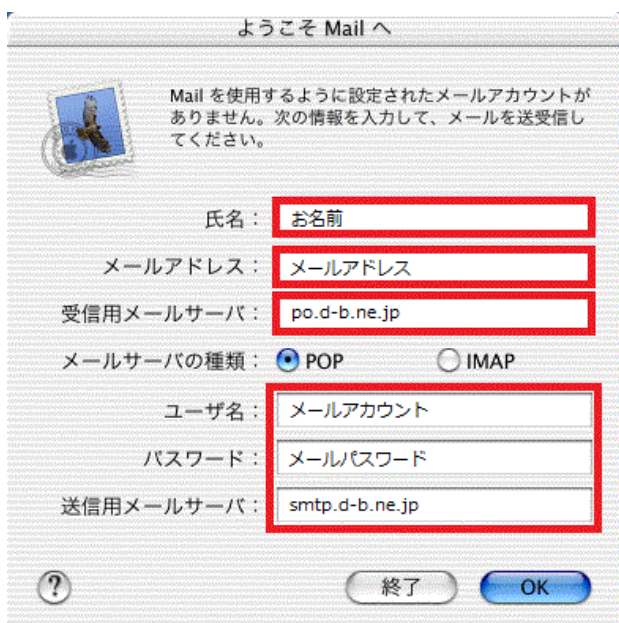 ようこそ Mail へ
Mail を使用するように設定されたメールアカウントが
ありません。次の情報を入力して、メールを送受信し
てください。
氏名： お名前
メールアドレス： メールアドレス
受信用メールサーバ： po.d-b.ne.jp
メールサーバの種類： POP IMAP
ユーザ名： メールアカウント
パスワード： メールパスワード
送信用メールサーバ： smtp.d-b.ne.jp
? 終了 OK